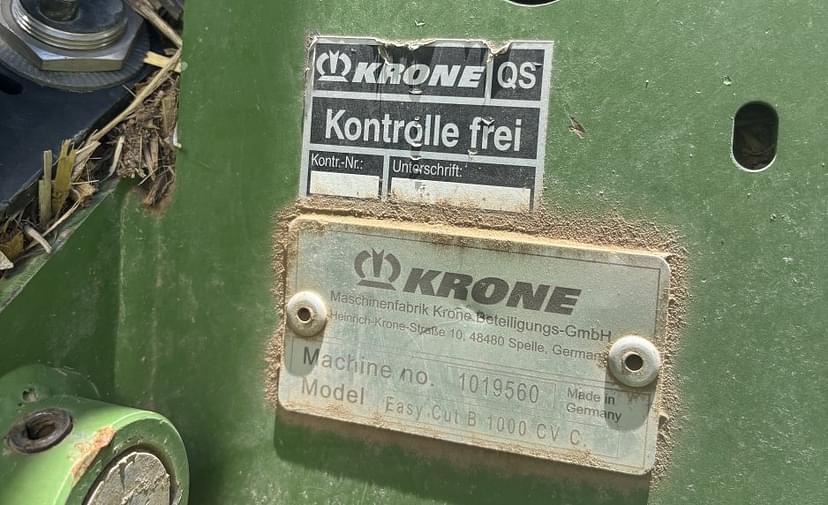 KRONE QS
Kontrolle frei
Kontr.-Nr.: Unterschrift:
KRONE
Maschinenfabrik Krone Beteiligungs-GmbH
Heinrich-Krone-Straße 10, 48480 Spelle, Germany
Machine no. 1019560 Made in
Model Easy Cut B 1000 CV C. Germany